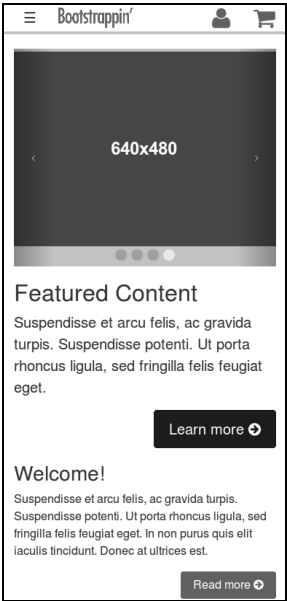 Bootstrappin'
640x480
Featured Content
Suspendisse et arcu felis, ac gravida
turpis. Suspendisse potenti. Ut porta
rhoncus ligula, sed fringilla felis feugiat
eget.
Learn more
Welcome!
Suspendisse et arcu felis, ac gravida turpis.
Suspendisse potenti. Ut porta rhoncus ligula, sed
fringilla felis feugiat eget. In non purus quis elit
iaculis tincidunt. Donec at ultrices est.
Read more